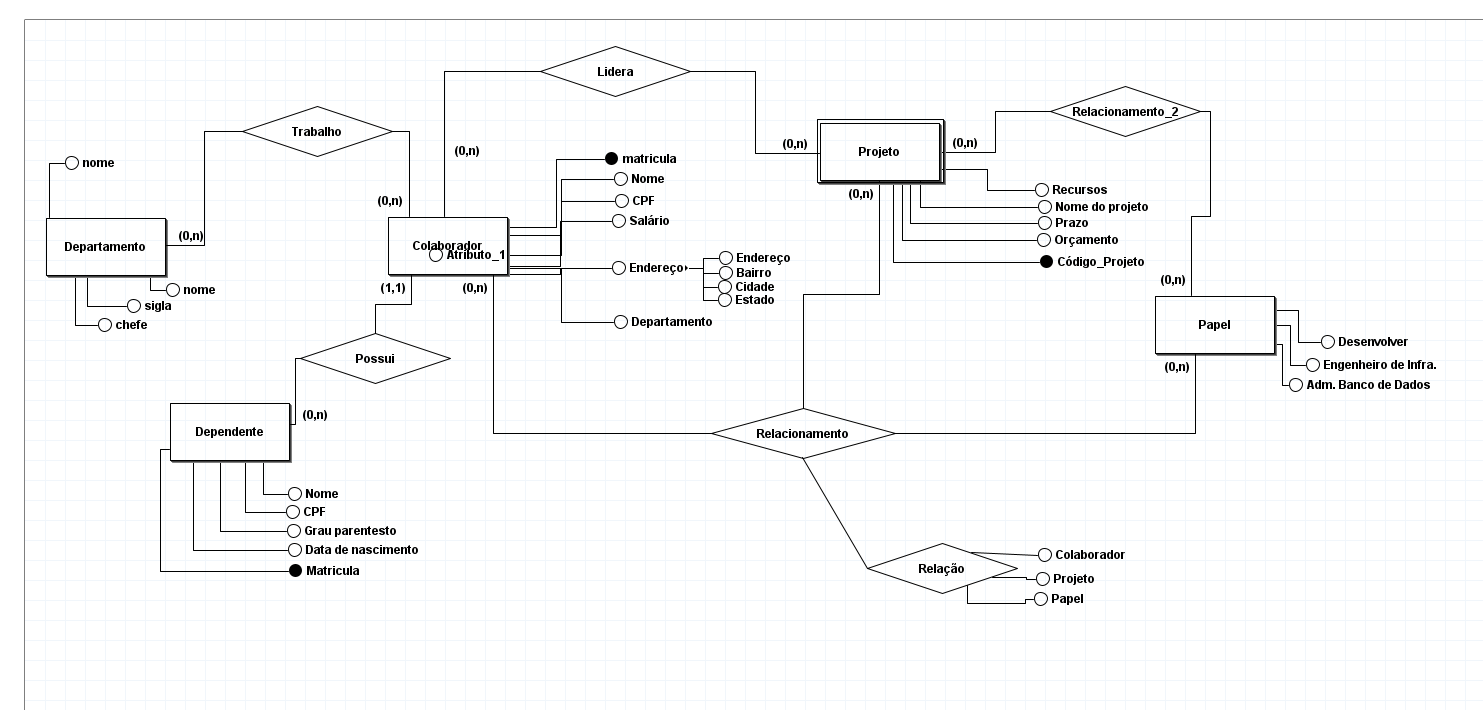 Lidera
Relacionamento_2
Trabalho
(0,n)
(0,n)
(0,n)
Projeto
nome
matricula
Nome
CPF
Salário
(0,n)
(0,n)
Recursos
Nome do projeto
Prazo
Orçamento
Código_Projeto
Departamento
(0,n)
Colaborador
Atributo_1
Endereço
Endereço
Bairro
Cidade
Estado
Departamento
(1,1)
(0,n)
nome
sigla
chefe
(0,n)
Papel
Desenvolver
Engenheiro de Infra.
Adm. Banco de Dados
(0,n)
Possui
(0,n)
Dependente
Relacionamento
Nome
CPF
Grau parentesto
Data de nascimento
Matricula
Relação
Colaborador
Projeto
Papel